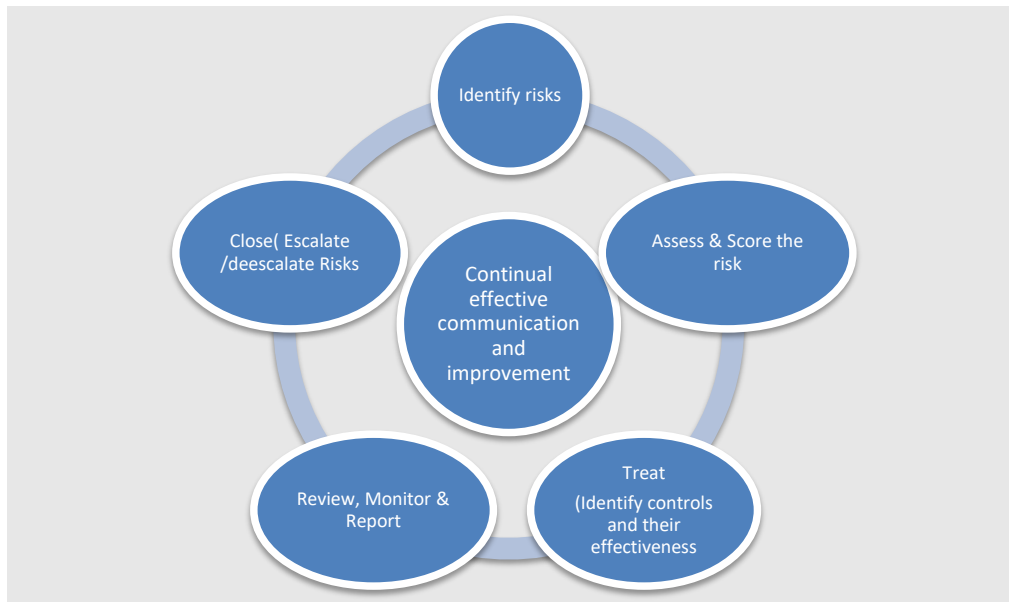 Identify risks
Assess & Score the
risk
Treat
(Identify controls
and their
effectiveness
Review, Monitor &
Report
Close( Escalate
/deescalate Risks
Continual
effective
communication
and
improvement